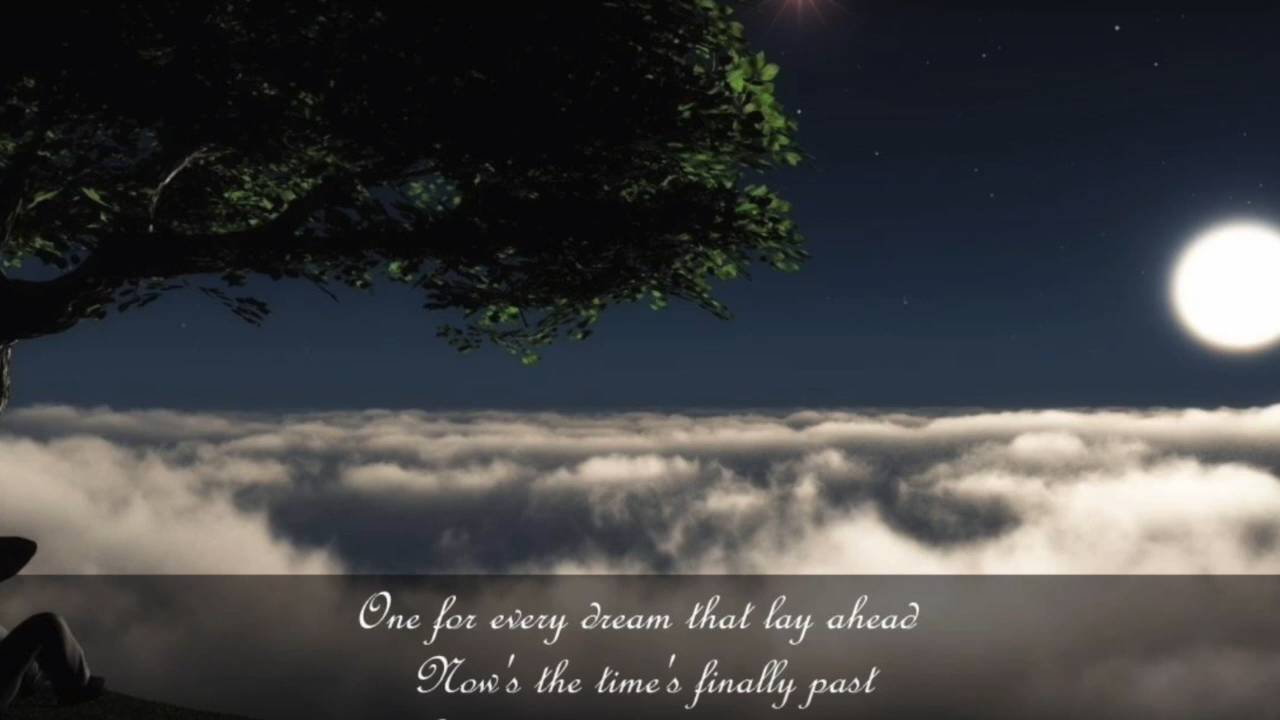 One for every dream that lay ahead
Now's the time's finally past